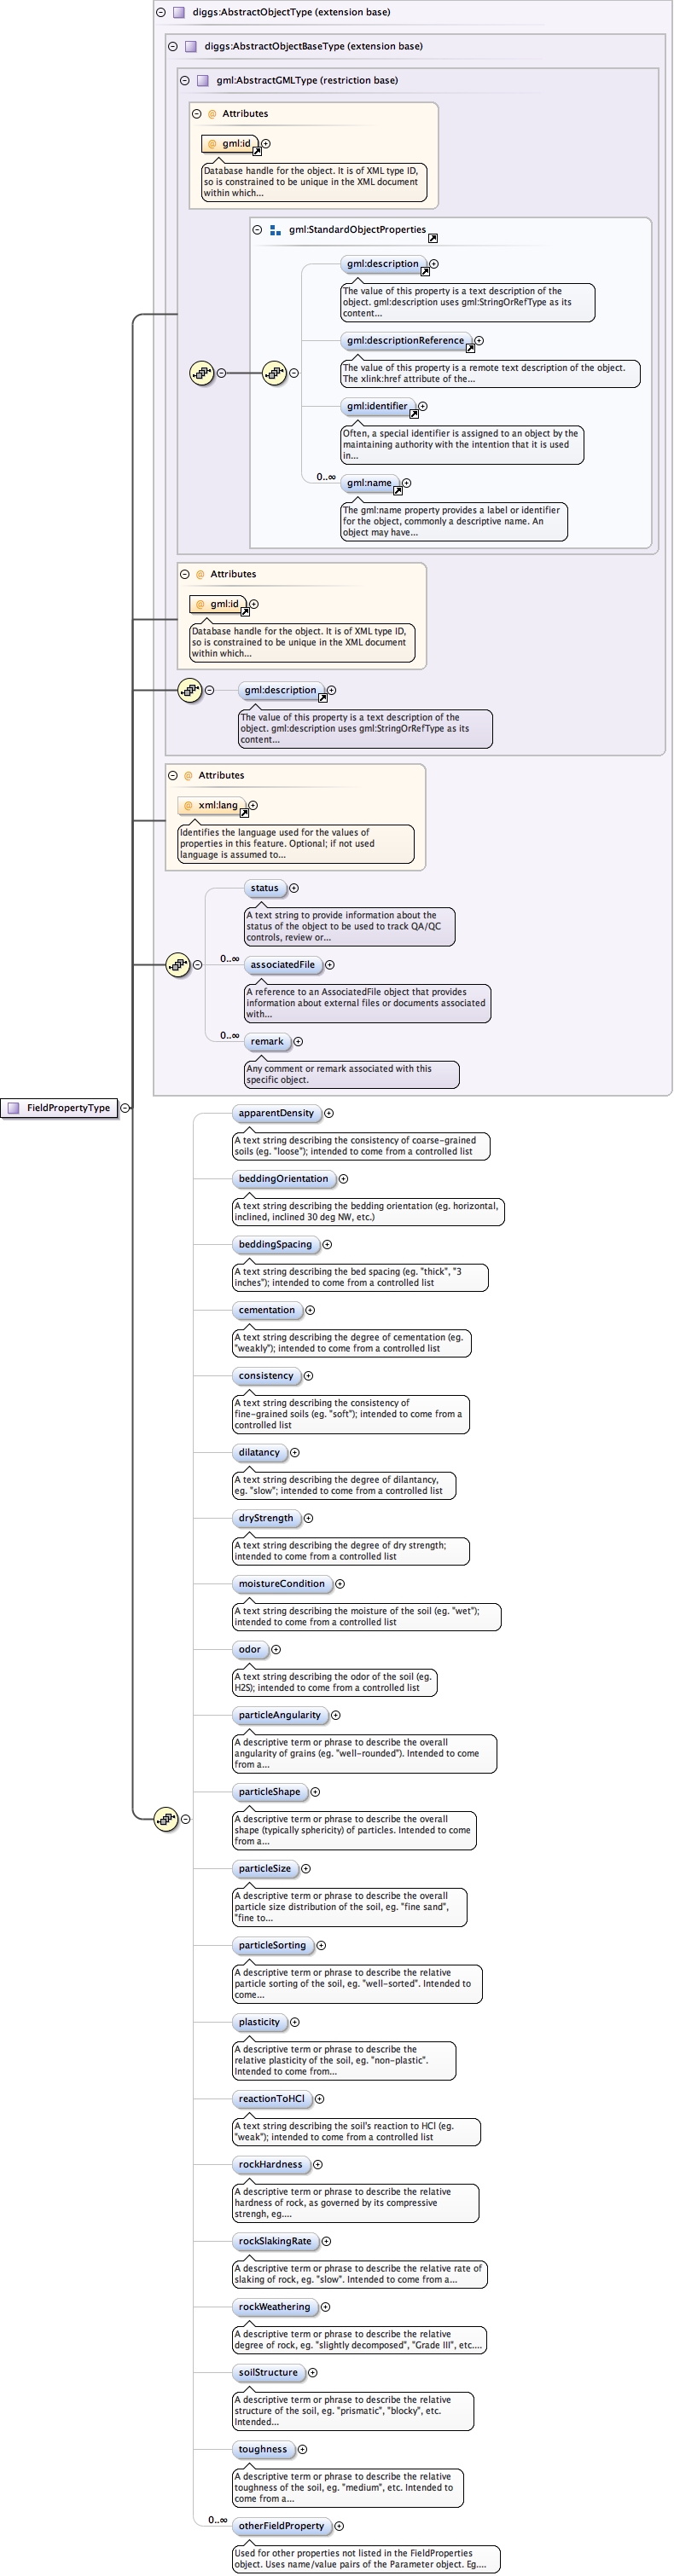 diggs:AbstractObjectType (extension base)
diggs:AbstractObjectBaseType (extension base)
gml:AbstractGMLType (restriction base)
@ Attributes
@ gml:id
Database handle for the object. It is of XML type ID,
so is constrained to be unique in the XML document
within which...
gml:StandardObjectProperties
gml:description
The value of this property is a text description of the
object. gml:description uses gml:StringOrRefType as its
content...
gml:descriptionReference
The value of this property is a remote text description of the object.
The xlink:href attribute of the...
gml:identifier
Often, a special identifier is assigned to an object by the
maintaining authority with the intention that it is used
in...
0..∞
gml:name
The gml:name property provides a label or identifier
for the object, commonly a descriptive name. An
object may have...
@ Attributes
@ gml:id
Database handle for the object. It is of XML type ID,
so is constrained to be unique in the XML document
within which...
gml:description
The value of this property is a text description of the
object. gml:description uses gml:StringOrRefType as its
content...
@ Attributes
@ xml:lang
Identifies the language used for the values of
properties in this feature. Optional; if not used
language is assumed to...
status
A text string to provide information about the
status of the object to be used to track QA/QC
controls, review or...
0..∞
associatedFile
A reference to an AssociatedFile object that provides
information about external files or documents associated
with...
0..∞
remark
Any comment or remark associated with this
specific object.
FieldPropertyType
apparentDensity
A text string describing the consistency of coarse-grained
soils (eg. "loose"); intended to come from a controlled list
beddingOrientation
A text string describing the bedding orientation (eg. horizontal,
inclined, inclined 30 deg NW, etc.)
beddingSpacing
A text string describing the bed spacing (eg. "thick", "3
inches"); intended to come from a controlled list
cementation
A text string describing the degree of cementation (eg.
"weakly"); intended to come from a controlled list
consistency
A text string describing the consistency of
fine-grained soils (eg. "soft"); intended to come from a
controlled list
dilatancy
A text string describing the degree of dilantancy,
eg. "slow"; intended to come from a controlled list
dryStrength
A text string describing the degree of dry strength;
intended to come from a controlled list
moistureCondition
A text string describing the moisture of the soil (eg. "wet");
intended to come from a controlled list
odor
A text string describing the odor of the soil (eg.
H2S); intended to come from a controlled list
particleAngularity
A descriptive term or phrase to describe the overall
angularity of grains (eg. "well-rounded"). Intended to come
from a...
particleShape
A descriptive term or phrase to describe the overall
shape (typically sphericity) of particles. Intended to come
from a...
particleSize
A descriptive term or phrase to describe the overall
particle size distribution of the soil, eg. "fine sand",
"fine to...
particleSorting
A descriptive term or phrase to describe the relative
particle sorting of the soil, eg. "well-sorted". Intended to
come...
plasticity
A descriptive term or phrase to describe the
relative plasticity of the soil, eg. "non-plastic".
Intended to come from...
reactionToHCl
A text string describing the soil's reaction to HCl (eg.
"weak"); intended to come from a controlled list
rockHardness
A descriptive term or phrase to describe the relative
hardness of rock, as governed by its compressive
strengh, eg....
rockSlakingRate
A descriptive term or phrase to describe the relative rate of
slaking of rock, eg. "slow". Intended to come from a...
rockWeathering
A descriptive term or phrase to describe the relative
degree of rock, eg. "slightly decomposed", "Grade III", etc....
soilStructure
A descriptive term or phrase to describe the relative
structure of the soil, eg. "prismatic", "blocky", etc.
Intended...
toughness
A descriptive term or phrase to describe the relative
toughness of the soil, eg. "medium", etc. Intended to
come from a...
0..∞
otherFieldProperty
Used for other properties not listed in the FieldProperties
object. Uses name/value pairs of the Parameter object. Eg....